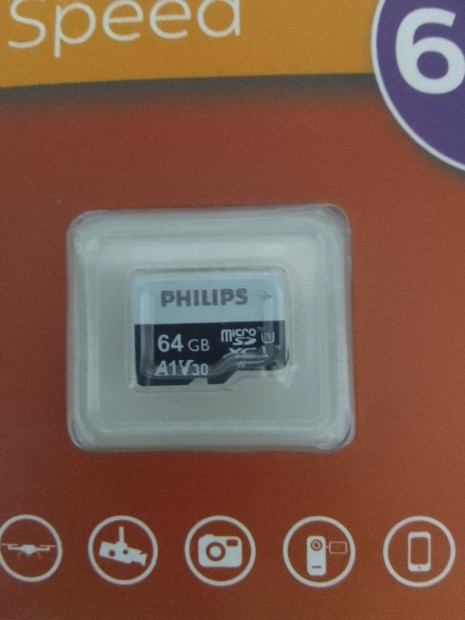 Speed
6
PHILIPS
64 GB
micro
SD
XC I
A1 V30